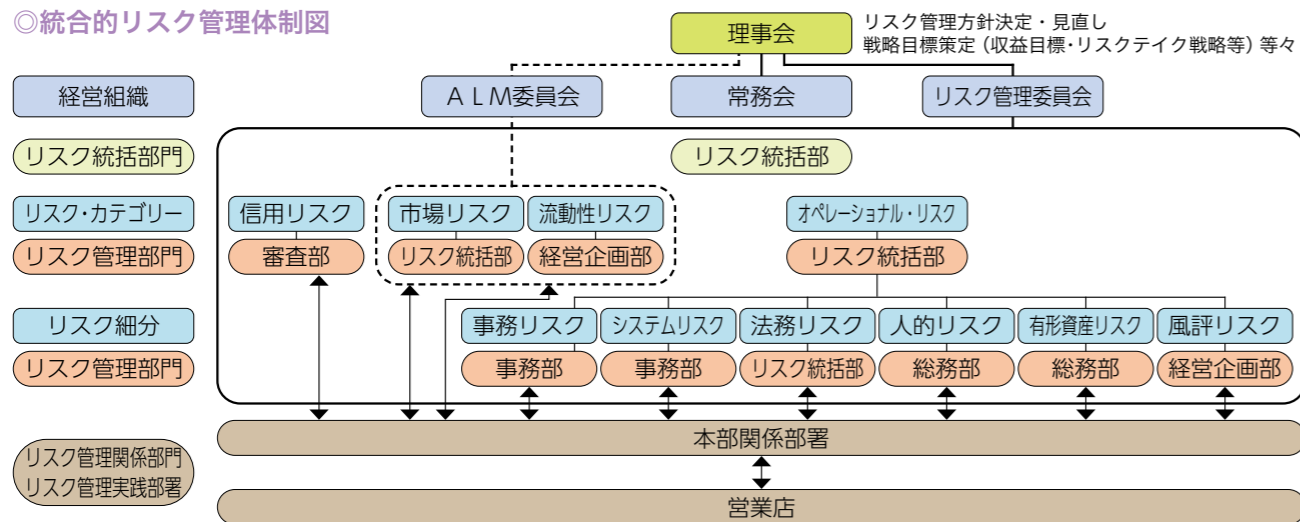 ◎統合的リスク管理体制図
理事会
リスク管理方針決定・見直し
戦略目標策定（収益目標・リスクテイク戦略等）等々
経営組織
ＡＬＭ委員会
常務会
リスク管理委員会
リスク統括部門
リスク統括部
リスク・カテゴリー
信用リスク
市場リスク
流動性リスク
オペレーショナル・リスク
リスク管理部門
審査部
リスク統括部
経営企画部
リスク統括部
リスク細分
事務リスク
システムリスク
法務リスク
人的リスク
有形資産リスク
風評リスク
リスク管理部門
事務部
事務部
リスク統括部
総務部
総務部
経営企画部
リスク管理関係部門
リスク管理実践部署
本部関係部署
営業店